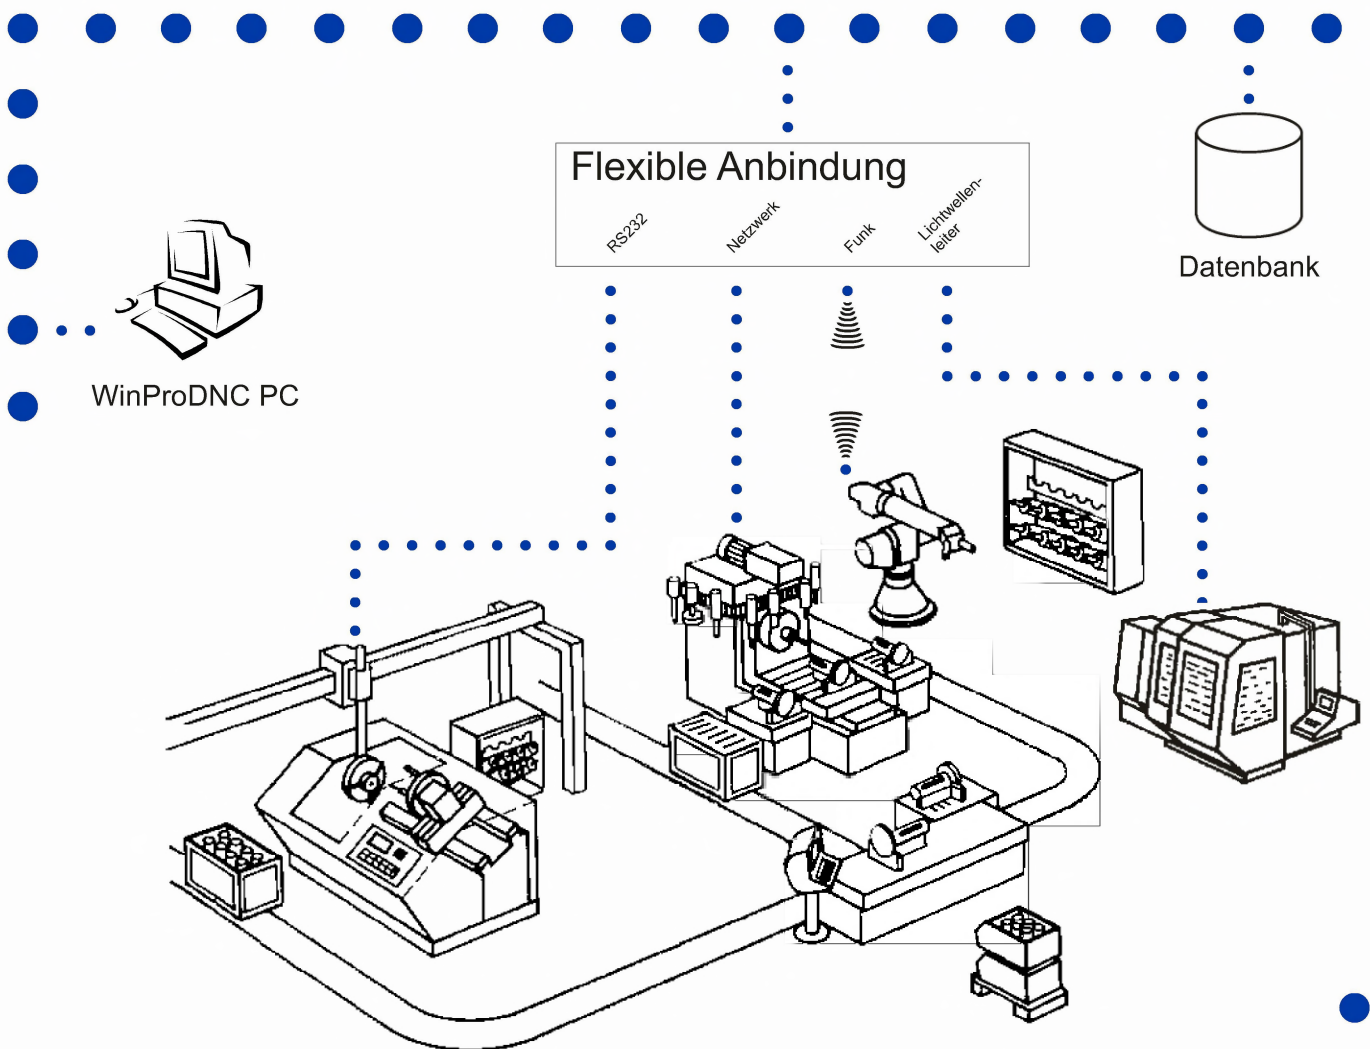 Flexible Anbindung
RS232
Netzwerk
Funk
Lichtwellen-
leiter
Datenbank
WinProDNC PC